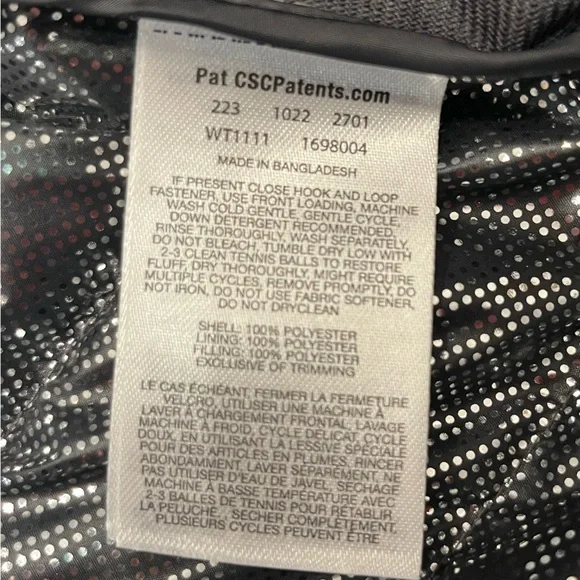 Pat CSCPatents.com
223 1022 2701
WT1111 1698004
MADE IN BANGLADESH
IF PRESENT CLOSE HOOK AND LOOP
FASTENER, USE FRONT LOADING, MACHINE
WASH COLD GENTLE, GENTLE CYCLE,
DOWN DETERGENT RECOMMENDED,
RINSE THOROUGHLY, WASH SEPARATELY,
DO NOT BLEACH, TUMBLE DRY LOW WITH
2-3 CLEAN TENNIS BALLS TO RESTORE
FLUFF, DRY THOROUGHLY, MIGHT REQUIRE
MULTIPLE CYCLES, REMOVE PROMPTLY, DO
NOT IRON, DO NOT USE FABRIC SOFTENER,
DO NOT DRYCLEAN
SHELL: 100% POLYESTER
LINING: 100% POLYESTER
FILLING: 100% POLYESTER
EXCLUSIVE OF TRIMMING
LE CAS ÉCHÉANT, FERMER LA FERMETURE
VELCRO, UTILISER UNE MACHINE À
LAVER À CHARGEMENT FRONTAL, LAVAGE
MACHINE À FROID, CYCLE DÉLICAT, CYCLE
DOUX, EN UTILISANT LA LESSIVE SPÉCIALE
POUR DES ARTICLES EN PLUMES, RINCER
ABONDAMMENT, LAVER SÉPARÉMENT, NE
PAS UTILISER D'EAU DE JAVEL, SECHAGE
MACHINE À BASSE TEMPÉRATURE AVEC
2-3 BALLES DE TENNIS POUR RÉTABLIR
LA PELUCHE., SECHER COMPLÈTEMENT,
PLUSIEURS CYCLES PEUVENT ÊTRE